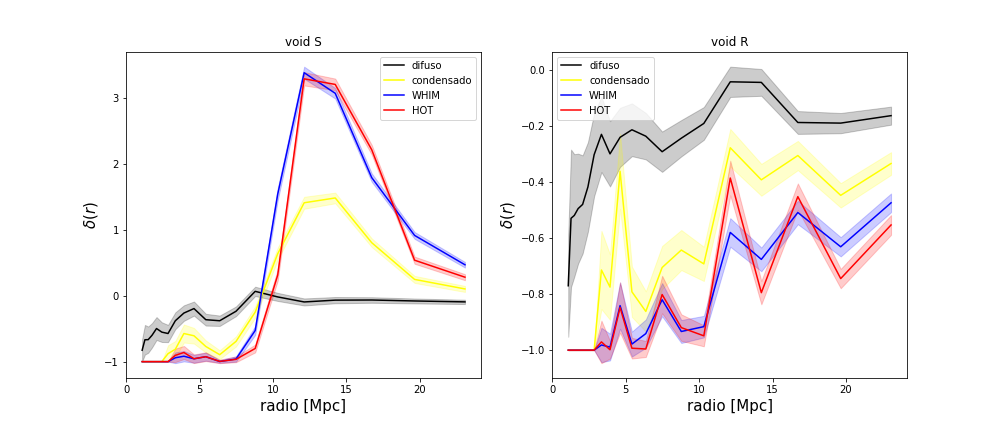 void S
difuso
condensado
WHIM
HOT
3
2
1
0
−1
δ(r)
0 5 10 15 20
radio [Mpc]
void R
difuso
condensado
WHIM
HOT
0.0
−0.2
−0.4
−0.6
−0.8
−1.0
δ(r)
0 5 10 15 20
radio [Mpc]